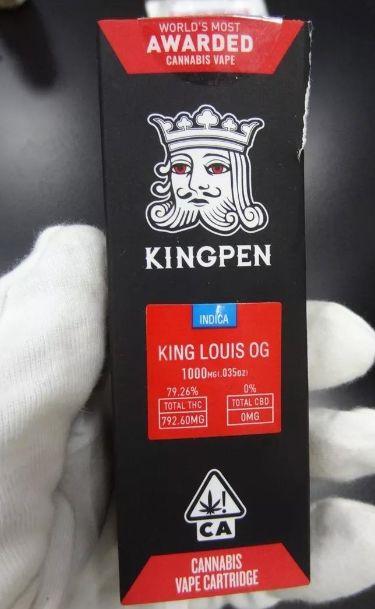 WORLD'S MOST
AWARDED
CANNABIS VAPE
KINGPEN
INDICA
KING LOUIS OG
1000MG(.035OZ)
79.26% 0%
TOTAL THC TOTAL CBD
792.60MG 0MG
!
CA
CANNABIS
VAPE CARTRIDGE